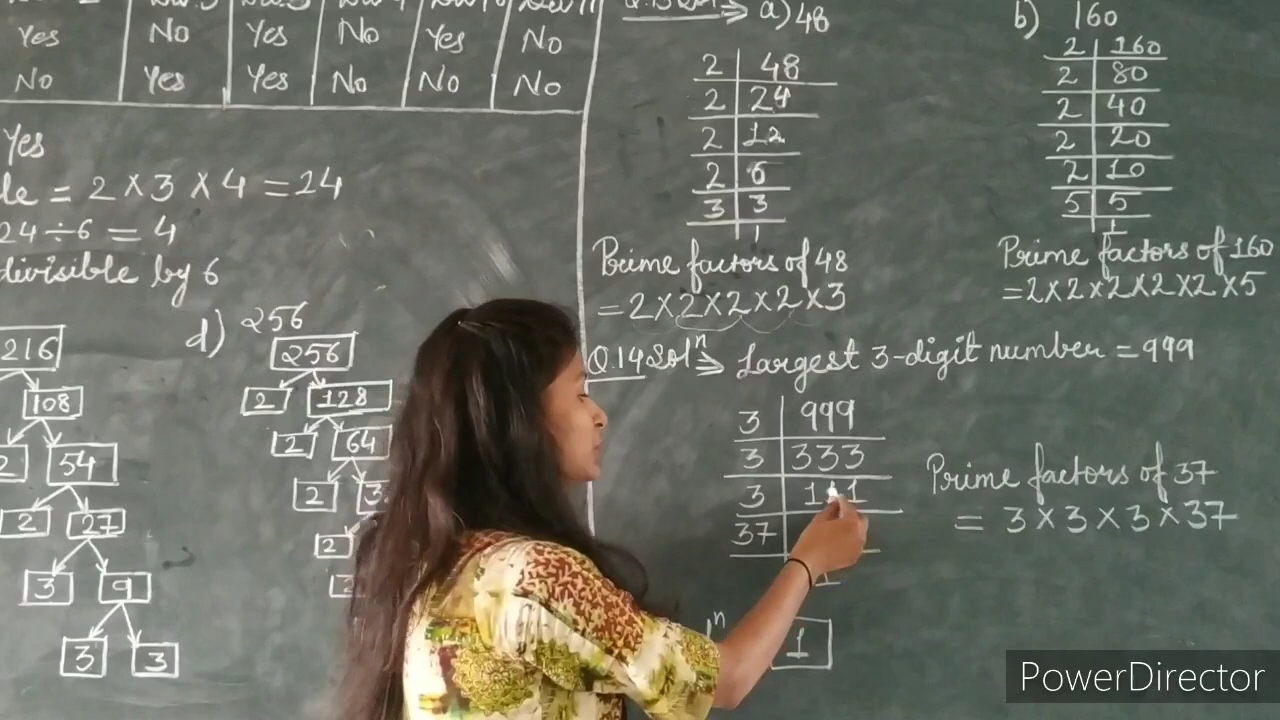 Yes No Yes No Yes No
No Yes Yes No No No
Yes
= 2 × 3 × 4 = 24
24 ÷ 6 = 4
divisible by 6
216
108
54
2 27
3 9
3 3
d) 256
256
2 128
2 64
2
2
a) 48
2 48
2 24
2 12
2 6
3 3
1
Prime factors of 48
= 2×2×2×2×3
b) 160
2 160
2 80
2 40
2 20
2 10
5 5
1
Prime factors of 160
= 2×2×2×2×2×5
Q.14 Solⁿ ⇒ Largest 3-digit number = 999
3 999
3 333
3 111
37
1
Prime factors of 37
= 3×3×3×37
n
1
PowerDirector